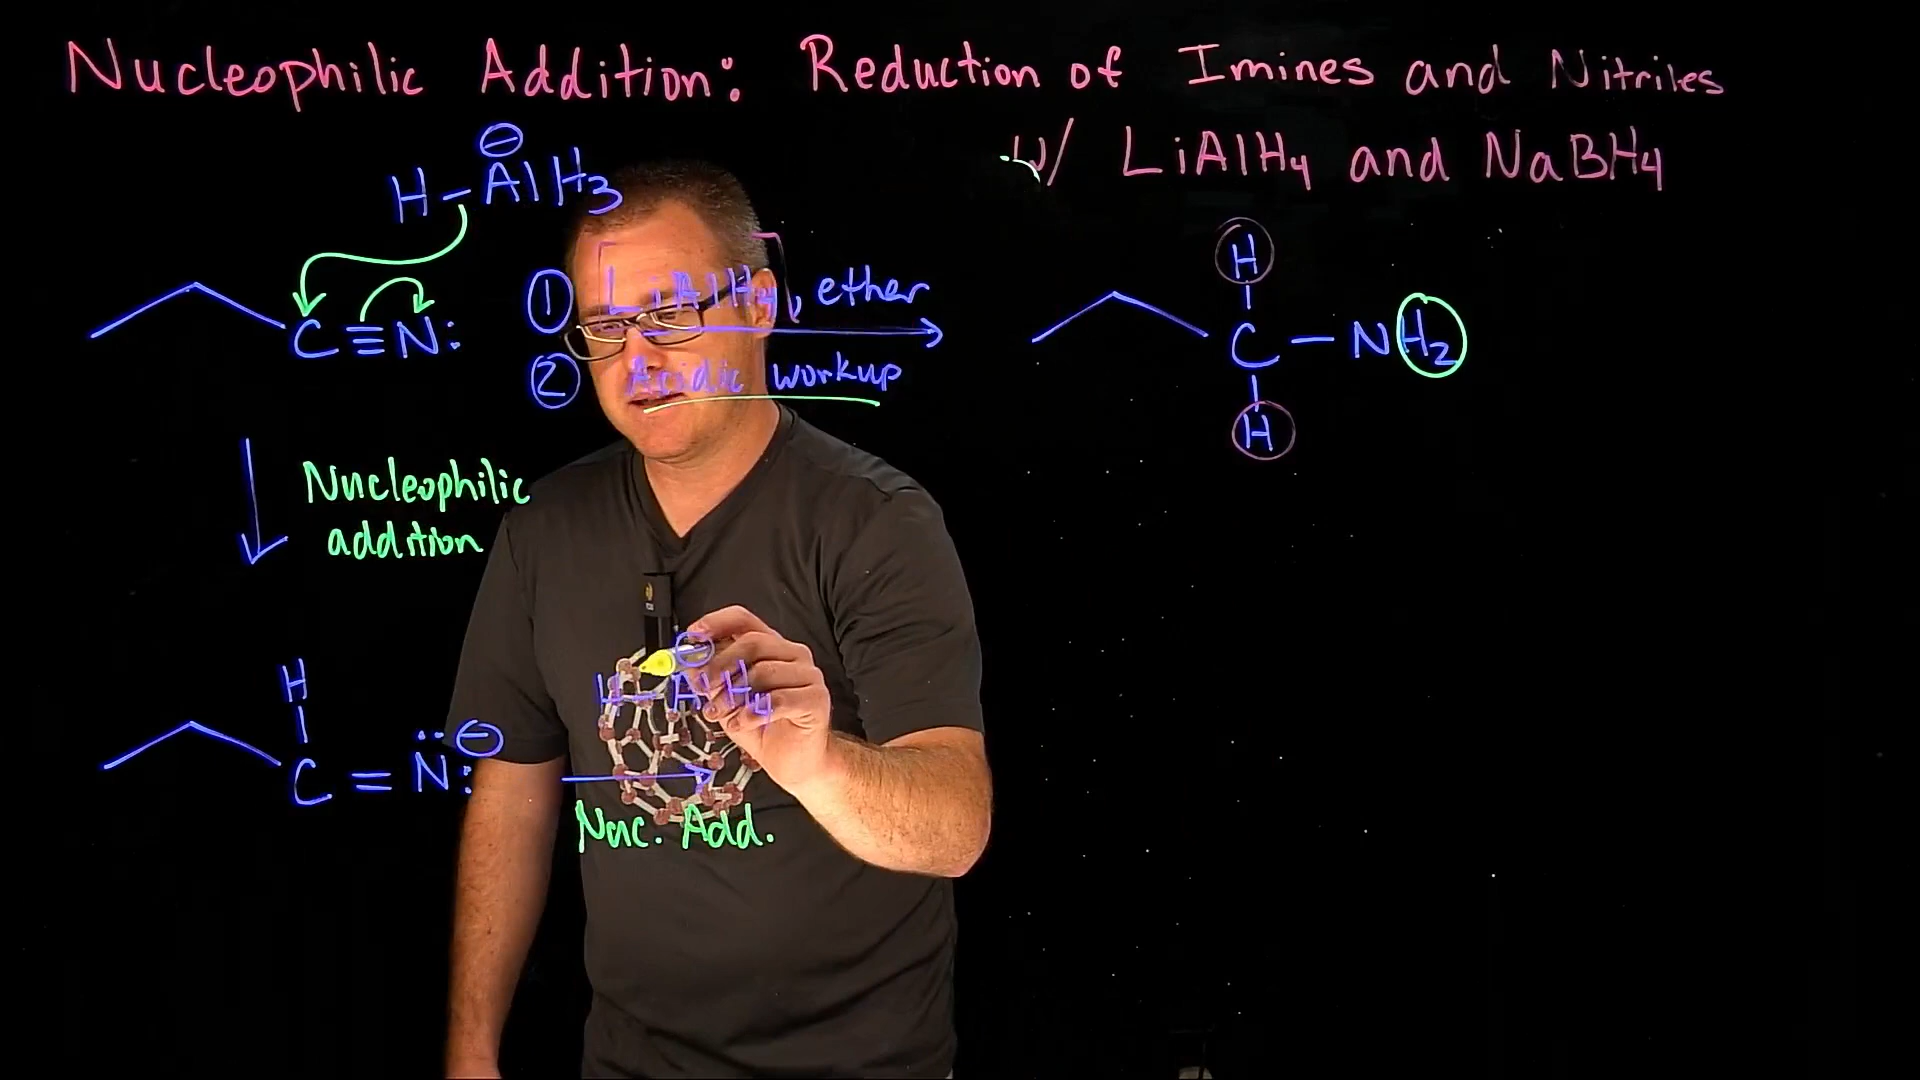 Nucleophilic Addition: Reduction of Imines and Nitriles
w/ LiAlH4 and NaBH4
⊖
H-AlH3
① LiAlH4, ether
C≡N:
② Acidic workup
H
C-NH2
H
Nucleophilic
addition
H
C=N:⊖
⊖
H-AlH4
Nuc. Add.